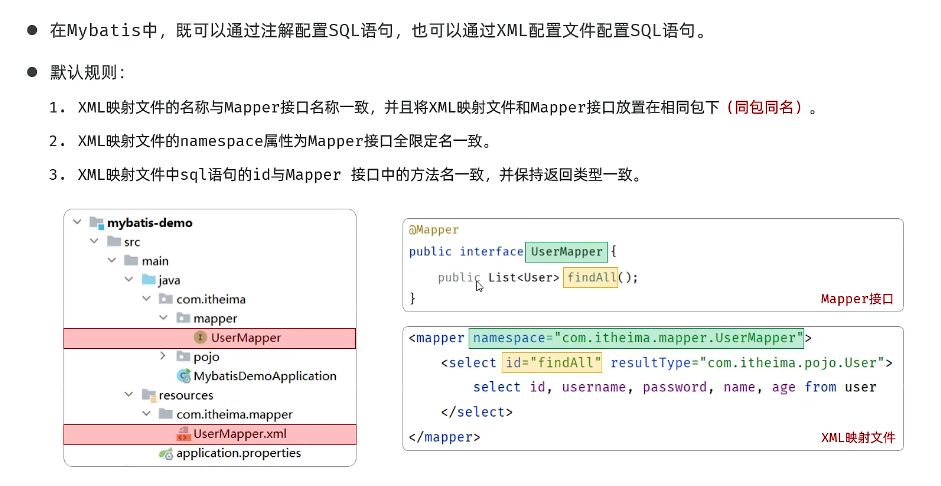 在Mybatis中，既可以通过注解配置SQL语句，也可以通过XML配置文件配置SQL语句。
默认规则：
1. XML映射文件的名称与Mapper接口名称一致，并且将XML映射文件和Mapper接口放置在相同包下（同包同名）。
2. XML映射文件的namespace属性为Mapper接口全限定名一致。
3. XML映射文件中sql语句的id与Mapper 接口中的方法名一致，并保持返回类型一致。
mybatis-demo
src
main
java
com.itheima
mapper
UserMapper
pojo
MybatisDemoApplication
resources
com.itheima.mapper
UserMapper.xml
application.properties
@Mapper
public interface UserMapper {
public List<User> findAll();
}
Mapper接口
<mapper namespace="com.itheima.mapper.UserMapper">
<select id="findAll" resultType="com.itheima.pojo.User">
select id, username, password, name, age from user
</select>
</mapper>
XML映射文件